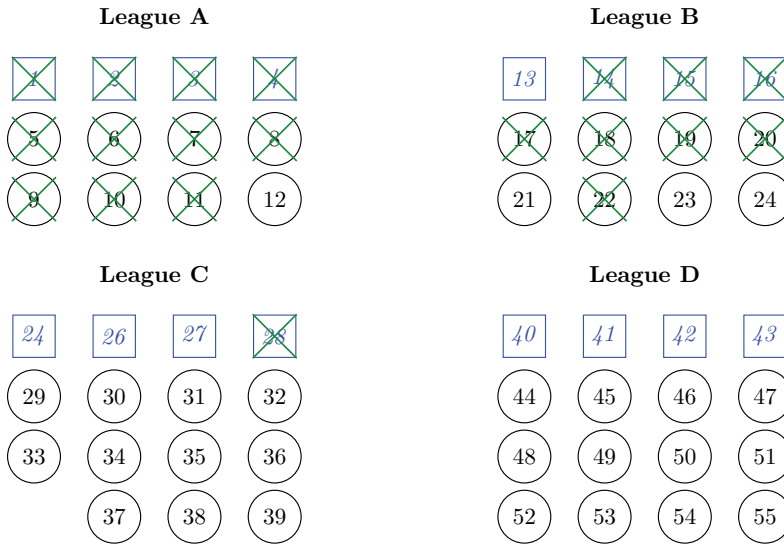 League A
1 2 3 4
5 6 7 8
9 10 11 12
League B
13 14 15 16
17 18 19 20
21 22 23 24
League C
24 26 27 28
29 30 31 32
33 34 35 36
37 38 39
League D
40 41 42 43
44 45 46 47
48 49 50 51
52 53 54 55